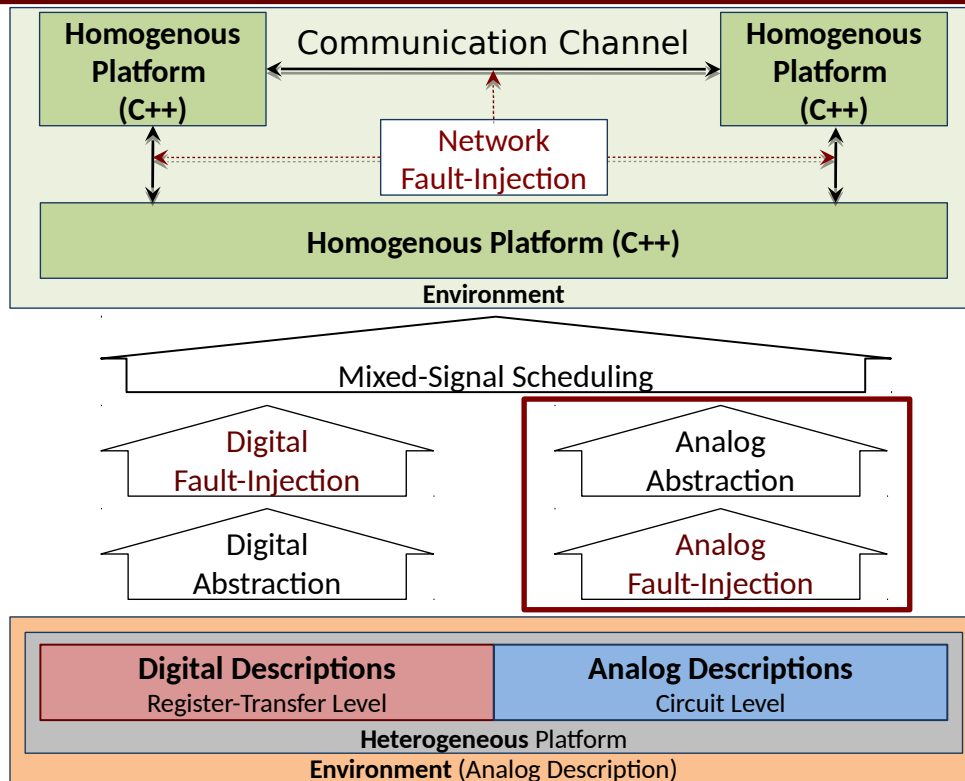 Homogenous
Platform
(C++)
Communication Channel
Homogenous
Platform
(C++)
Network
Fault-Injection
Homogenous Platform (C++)
Environment
Mixed-Signal Scheduling
Digital
Fault-Injection
Analog
Abstraction
Digital
Abstraction
Analog
Fault-Injection
Digital Descriptions
Register-Transfer Level
Analog Descriptions
Circuit Level
Heterogeneous Platform
Environment (Analog Description)